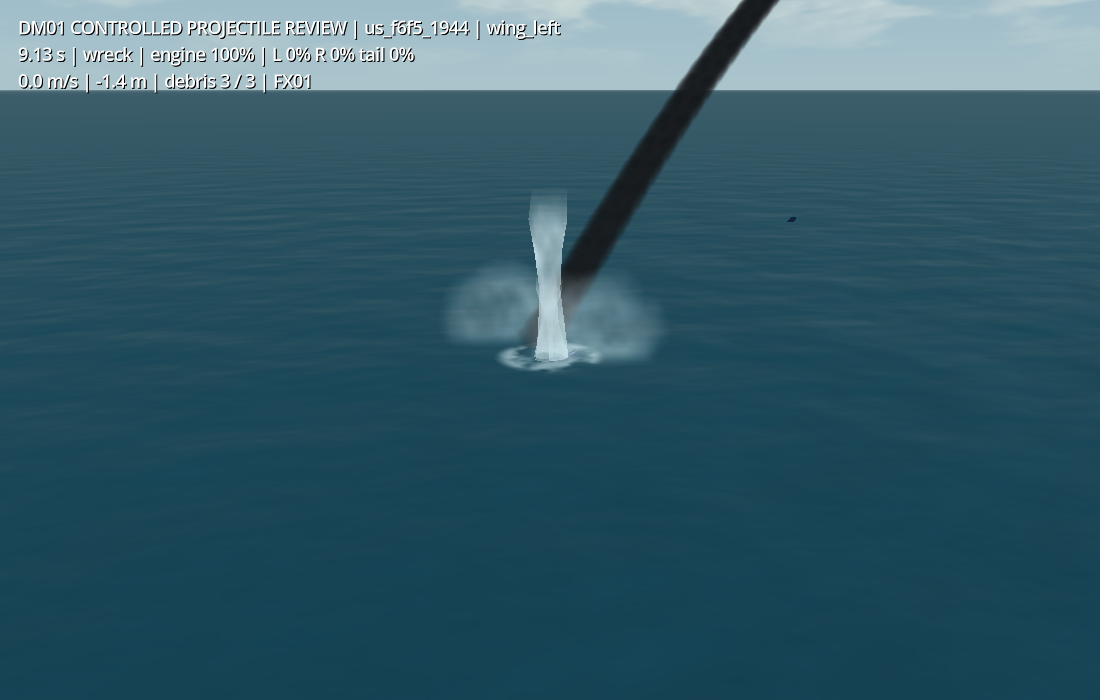 DM01 CONTROLLED PROJECTILE REVIEW | us_f6f5_1944 | wing_left
9.13 s | wreck | engine 100% | L 0% R 0% tail 0%
0.0 m/s | -1.4 m | debris 3 / 3 | FX01